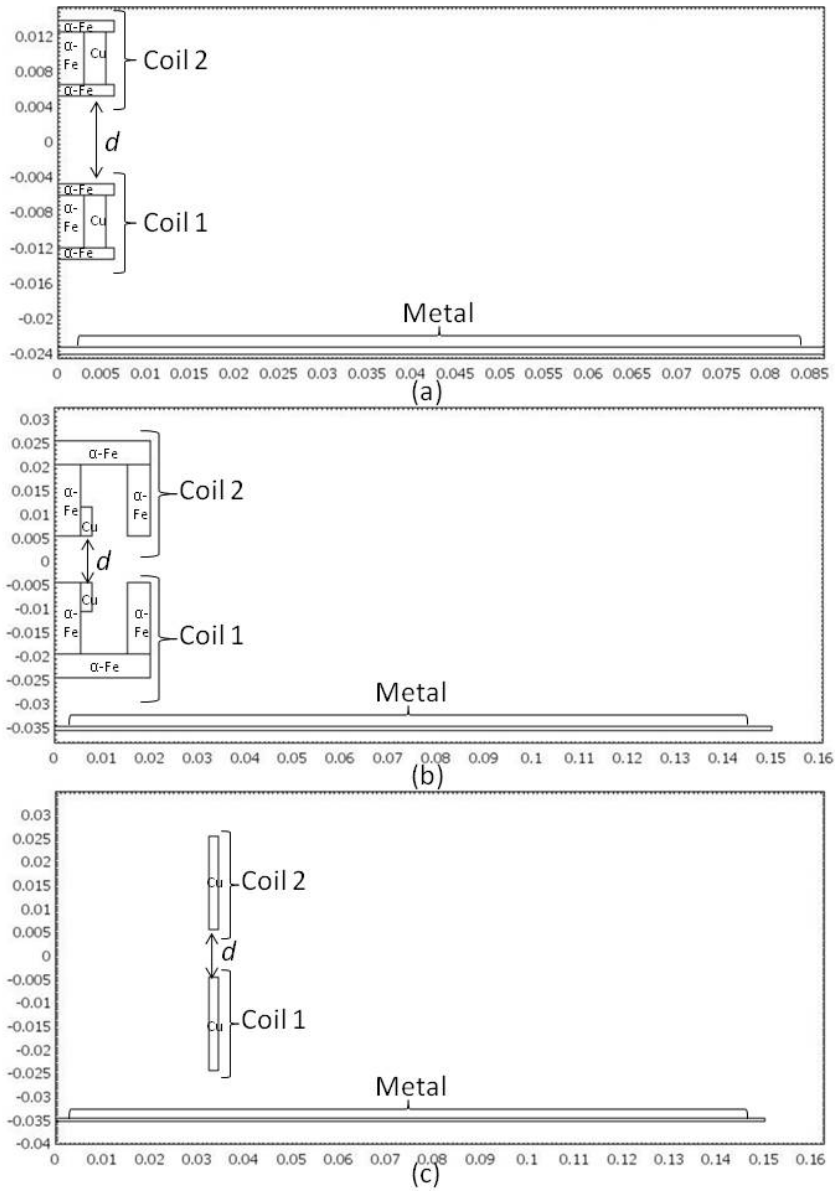 0.012
0.008
0.004
0
-0.004
-0.008
-0.012
-0.016
-0.02
-0.024
α-Fe
α-
Fe
Cu
α-Fe
Coil 2
d
α-Fe
α-
Fe
Cu
α-Fe
Coil 1
Metal
0 0.005 0.01 0.015 0.02 0.025 0.03 0.035 0.04 0.045 0.05 0.055 0.06 0.065 0.07 0.075 0.08 0.085
(a)
0.03
0.025
0.02
0.015
0.01
0.005
0
-0.005
-0.01
-0.015
-0.02
-0.025
-0.03
-0.035
α-Fe
α-
Fe
Cu
α-
Fe
Coil 2
d
α-
Fe
Cu
α-
Fe
α-Fe
Coil 1
Metal
0 0.01 0.02 0.03 0.04 0.05 0.06 0.07 0.08 0.09 0.1 0.11 0.12 0.13 0.14 0.15 0.16
(b)
0.03
0.025
0.02
0.015
0.01
0.005
0
-0.005
-0.01
-0.015
-0.02
-0.025
-0.03
-0.035
-0.04
Cu
Coil 2
d
Cu
Coil 1
Metal
0 0.01 0.02 0.03 0.04 0.05 0.06 0.07 0.08 0.09 0.1 0.11 0.12 0.13 0.14 0.15 0.16
(c)